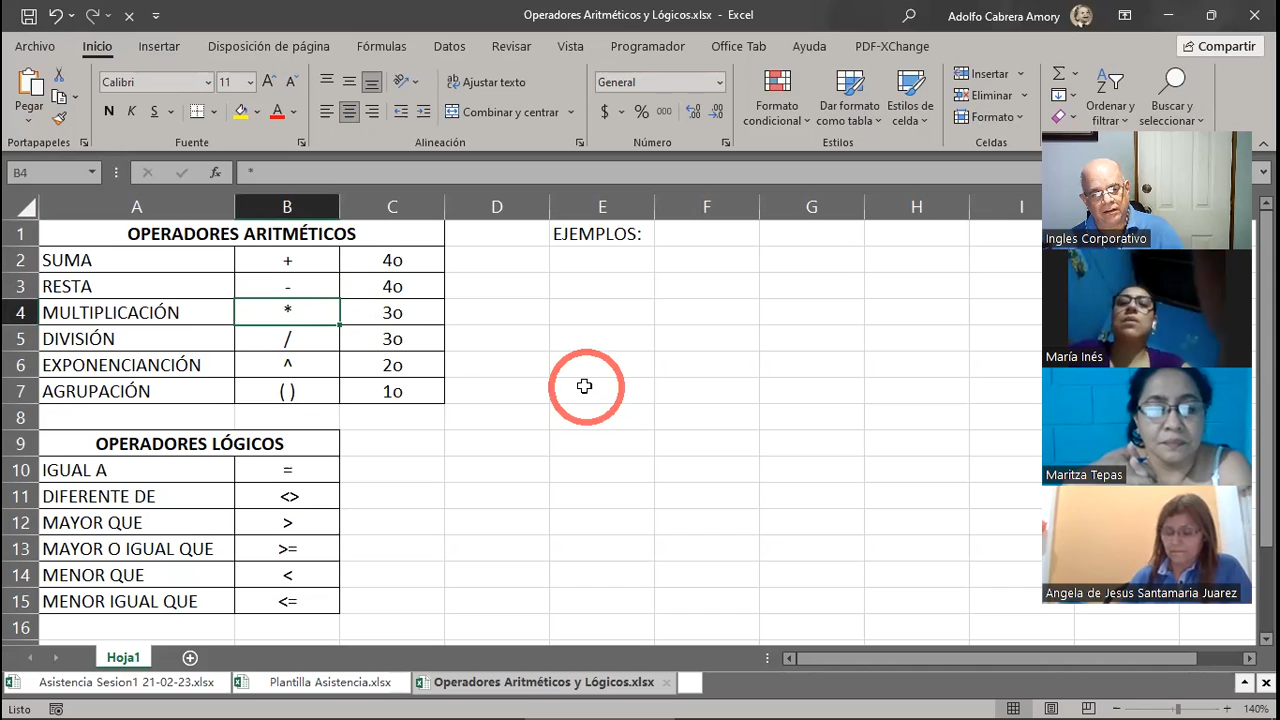 Operadores Aritméticos y Lógicos.xlsx - Excel
Adolfo Cabrera Amory
Archivo Inicio Insertar Disposición de página Fórmulas Datos Revisar Vista Programador Office Tab Ayuda PDF-XChange Compartir
Pegar
Calibri 11
N K S
Ajustar texto
Combinar y centrar
General
$ % 000
Formato condicional
Dar formato como tabla
Estilos de celda
Insertar
Eliminar
Formato
Ordenar y filtrar
Buscar y seleccionar
Portapapeles Fuente Alineación Número Estilos Celdas
B4 fx *
A B C D E F G H I
1 OPERADORES ARITMÉTICOS EJEMPLOS:
2 SUMA + 4o
3 RESTA - 4o
4 MULTIPLICACIÓN * 3o
5 DIVISIÓN / 3o
6 EXPONENCIANCIÓN ^ 2o
7 AGRUPACIÓN ( ) 1o
8
9 OPERADORES LÓGICOS
10 IGUAL A =
11 DIFERENTE DE <>
12 MAYOR QUE >
13 MAYOR O IGUAL QUE >=
14 MENOR QUE <
15 MENOR IGUAL QUE <=
16
Ingles Corporativo
María Inés
Maritza Tepas
Angela de Jesus Santamaria Juarez
Hoja1
Asistencia Sesion1 21-02-23.xlsx Plantilla Asistencia.xlsx Operadores Aritméticos y Lógicos.xlsx
Listo 140%